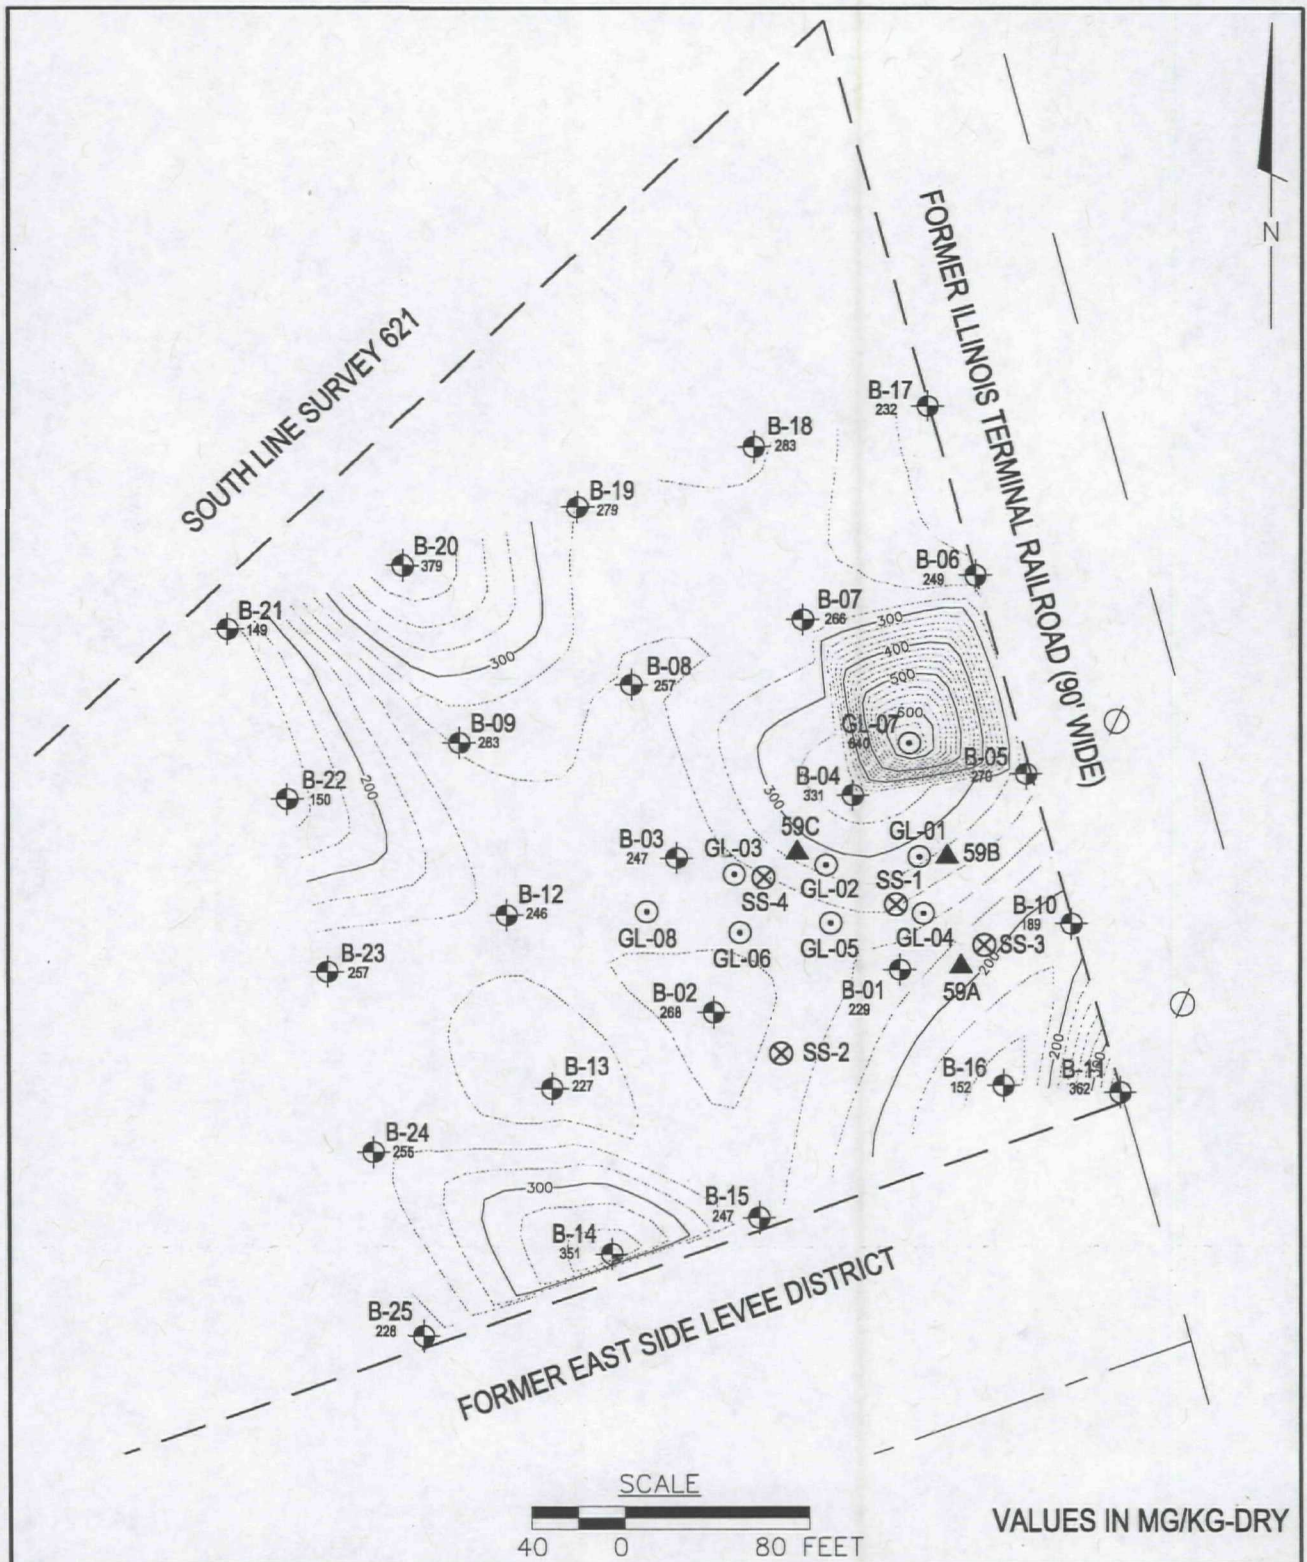 N
SOUTH LINE SURVEY 621
FORMER ILLINOIS TERMINAL RAILROAD (90' WIDE)
B-17
232
B-18
283
B-19
279
B-20
379
B-06
249
B-07
266
B-21
149
300
400
500
300
B-08
257
GL-07
640
B-09
263
B-05
270
B-22
150
200
B-04
331
300
59C
GL-01
59B
B-03
247
GL-03
SS-4
GL-02
SS-1
B-12
246
B-10
189
GL-08
GL-06
GL-05
GL-04
SS-3
200
B-23
257
B-02
268
B-01
229
59A
SS-2
B-13
227
B-16
152
200
B-11
362
B-24
255
300
B-15
247
B-14
351
B-25
228
FORMER EAST SIDE LEVEE DISTRICT
SCALE
40 0 80 FEET
VALUES IN MG/KG-DRY